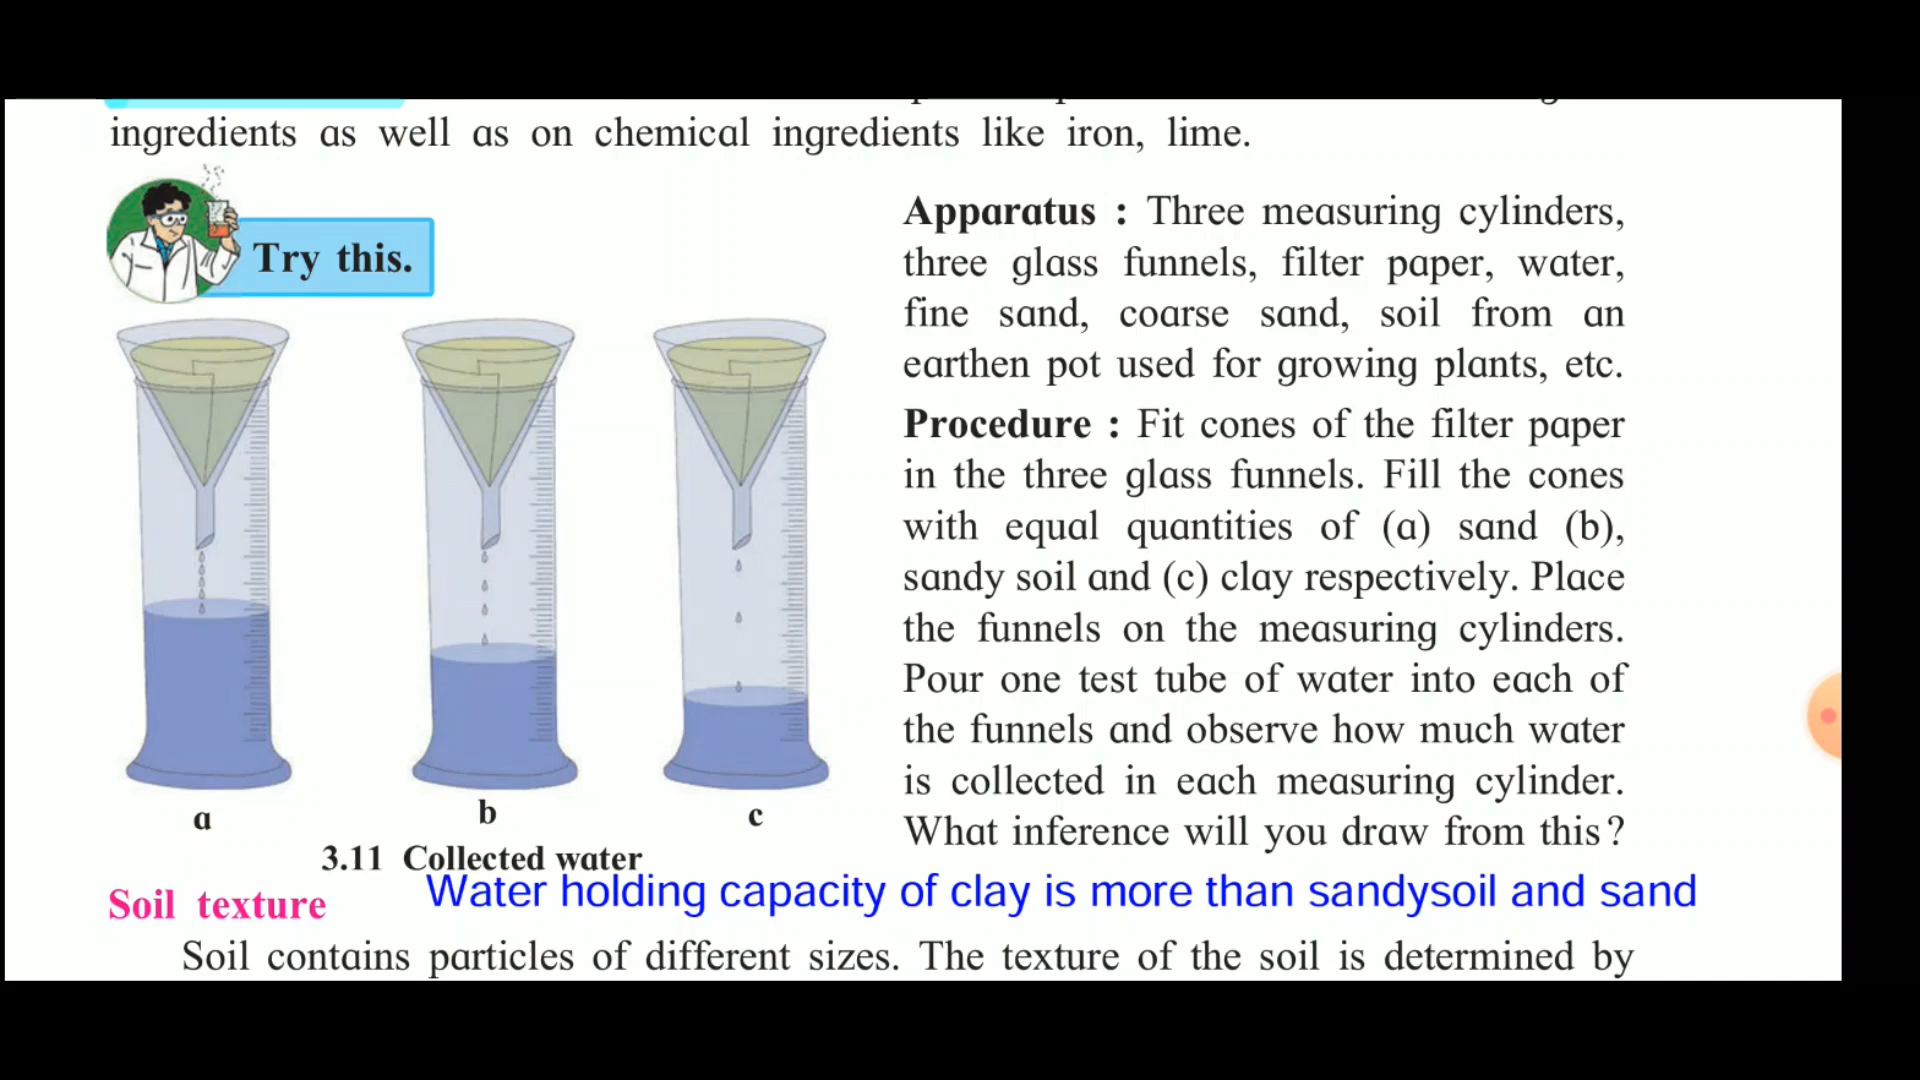 ingredients as well as on chemical ingredients like iron, lime.
Try this.
Apparatus : Three measuring cylinders,
three glass funnels, filter paper, water,
fine sand, coarse sand, soil from an
earthen pot used for growing plants, etc.
Procedure : Fit cones of the filter paper
in the three glass funnels. Fill the cones
with equal quantities of (a) sand (b),
sandy soil and (c) clay respectively. Place
the funnels on the measuring cylinders.
Pour one test tube of water into each of
the funnels and observe how much water
is collected in each measuring cylinder.
What inference will you draw from this?
a
b
c
3.11 Collected water
Water holding capacity of clay is more than sandysoil and sand
Soil texture
Soil contains particles of different sizes. The texture of the soil is determined by